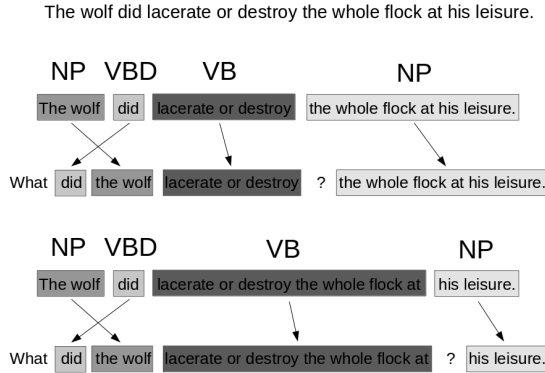 The wolf did lacerate or destroy the whole flock at his leisure.
NP VBD VB NP
The wolf did lacerate or destroy the whole flock at his leisure.
What did the wolf lacerate or destroy ? the whole flock at his leisure.
NP VBD VB NP
The wolf did lacerate or destroy the whole flock at his leisure.
What did the wolf lacerate or destroy the whole flock at ? his leisure.